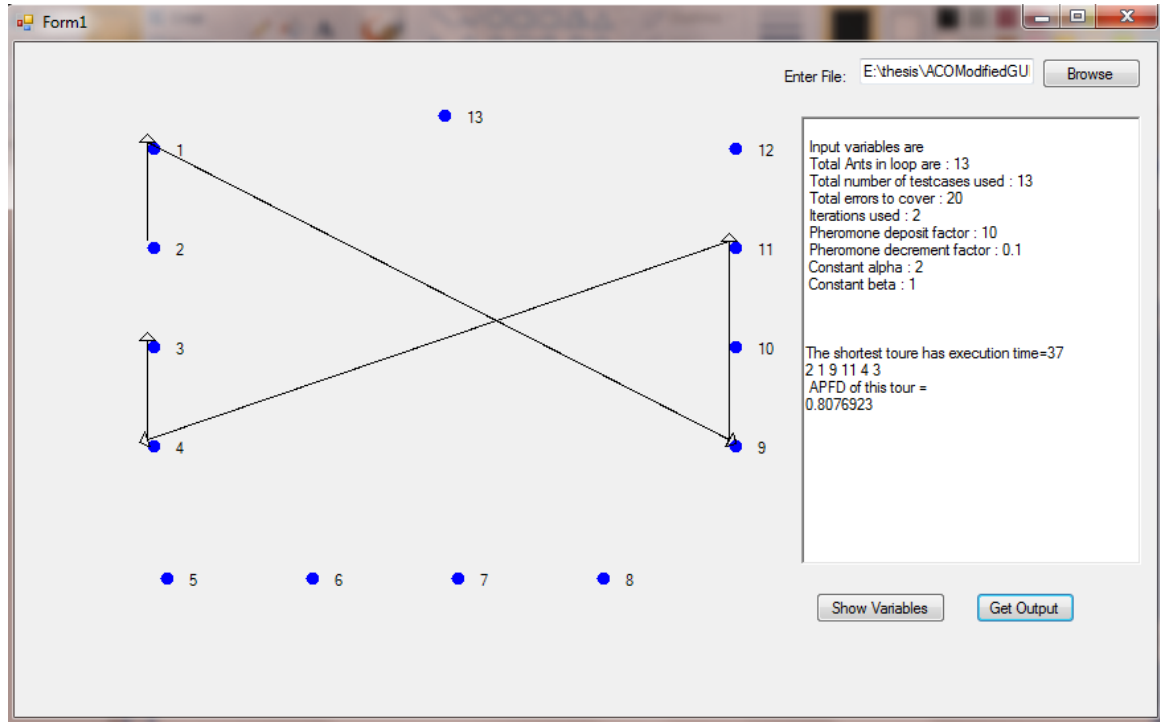 Form1
Enter File: E:\thesis\ACOModifiedGUI Browse
13
1
12
2
11
3
10
4
9
5 6 7 8
Input variables are
Total Ants in loop are : 13
Total number of testcases used : 13
Total errors to cover : 20
Iterations used : 2
Pheromone deposit factor : 10
Pheromone decrement factor : 0.1
Constant alpha : 2
Constant beta : 1
The shortest toure has execution time=37
2 1 9 11 4 3
APFD of this tour =
0.8076923
Show Variables Get Output